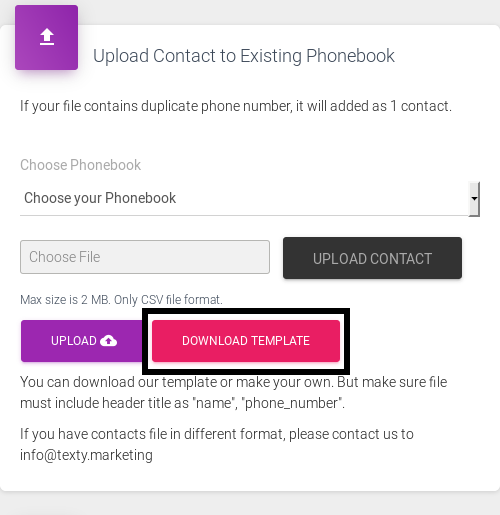 Upload Contact to Existing Phonebook
If your file contains duplicate phone number, it will added as 1 contact.
Choose Phonebook
Choose your Phonebook
Choose File
UPLOAD CONTACT
Max size is 2 MB. Only CSV file format.
UPLOAD
DOWNLOAD TEMPLATE
You can download our template or make your own. But make sure file
must include header title as "name", "phone_number".
If you have contacts file in different format, please contact us to
info@texty.marketing